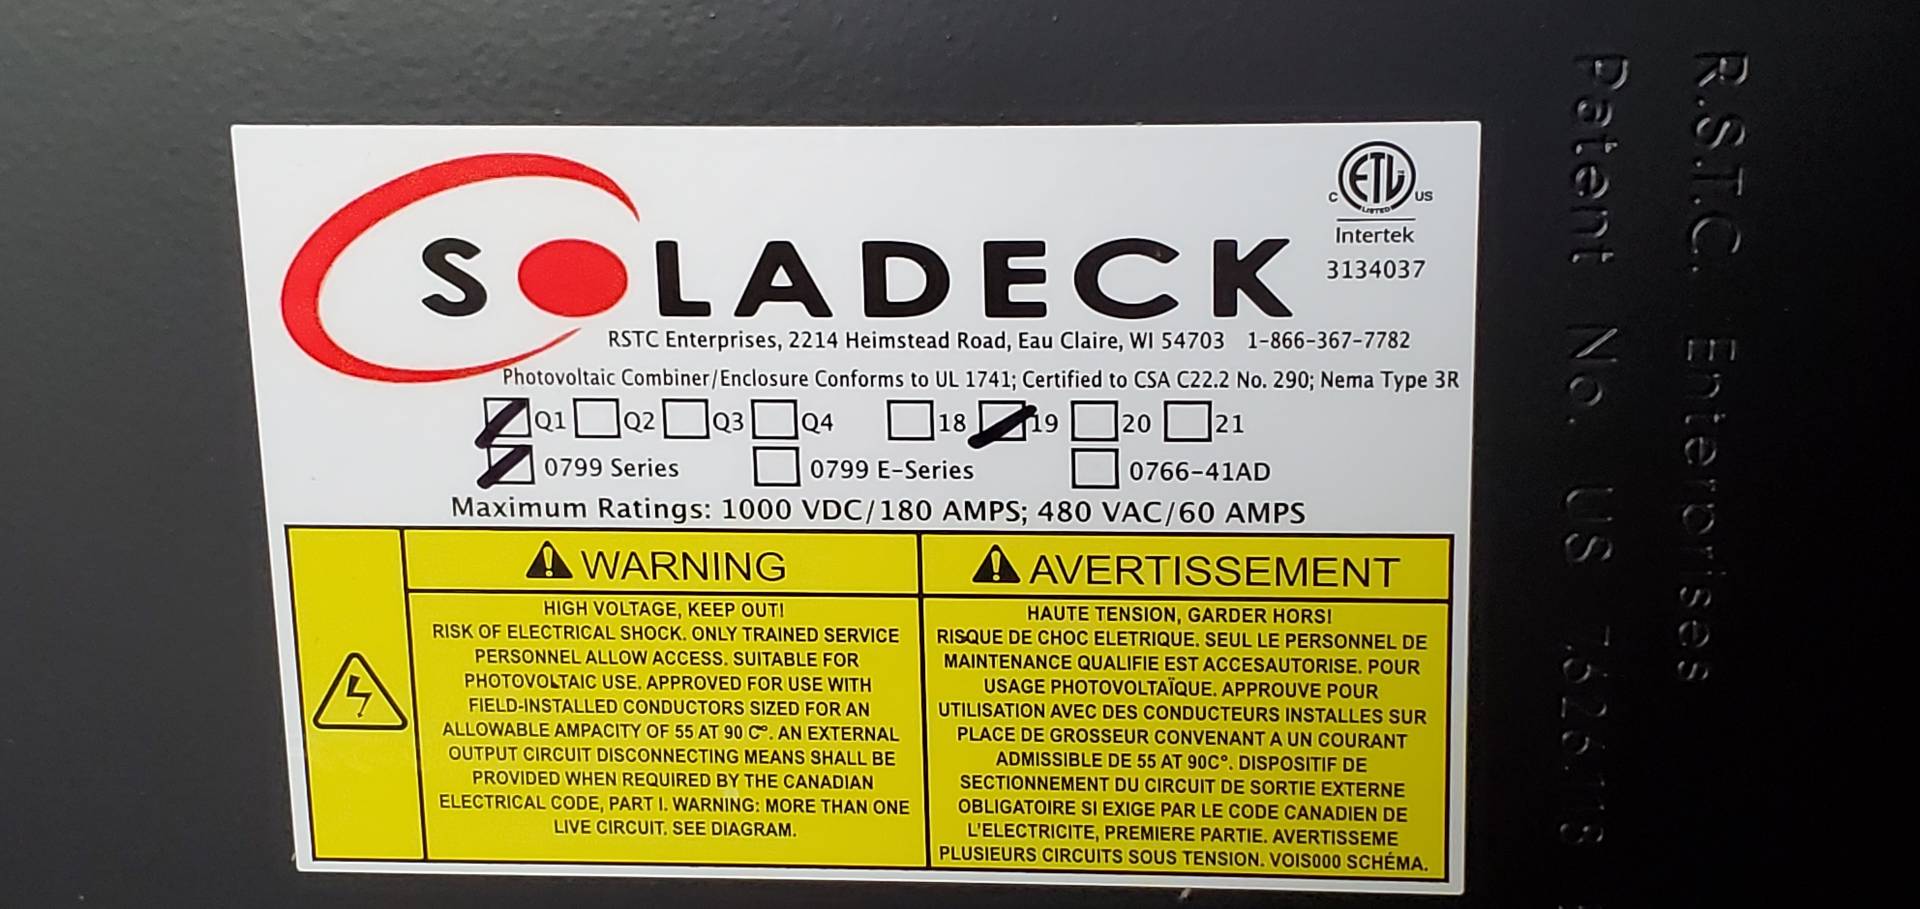 SOLADECK
C ETL US
LISTED
Intertek
3134037
RSTC Enterprises, 2214 Heimstead Road, Eau Claire, WI 54703 1-866-367-7782
Photovoltaic Combiner/Enclosure Conforms to UL 1741; Certified to CSA C22.2 No. 290; Nema Type 3R
Q1 Q2 Q3 Q4 18 19 20 21
0799 Series 0799 E-Series 0766-41AD
Maximum Ratings: 1000 VDC/180 AMPS; 480 VAC/60 AMPS
WARNING
HIGH VOLTAGE, KEEP OUT!
RISK OF ELECTRICAL SHOCK. ONLY TRAINED SERVICE
PERSONNEL ALLOW ACCESS. SUITABLE FOR
PHOTOVOLTAIC USE. APPROVED FOR USE WITH
FIELD-INSTALLED CONDUCTORS SIZED FOR AN
ALLOWABLE AMPACITY OF 55 AT 90 C°. AN EXTERNAL
OUTPUT CIRCUIT DISCONNECTING MEANS SHALL BE
PROVIDED WHEN REQUIRED BY THE CANADIAN
ELECTRICAL CODE, PART I. WARNING: MORE THAN ONE
LIVE CIRCUIT. SEE DIAGRAM.
AVERTISSEMENT
HAUTE TENSION, GARDER HORS!
RISQUE DE CHOC ELETRIQUE. SEUL LE PERSONNEL DE
MAINTENANCE QUALIFIE EST ACCESAUTORISE. POUR
USAGE PHOTOVOLTAÏQUE. APPROUVE POUR
UTILISATION AVEC DES CONDUCTEURS INSTALLES SUR
PLACE DE GROSSEUR CONVENANT A UN COURANT
ADMISSIBLE DE 55 AT 90C°. DISPOSITIF DE
SECTIONNEMENT DU CIRCUIT DE SORTIE EXTERNE
OBLIGATOIRE SI EXIGE PAR LE CODE CANADIEN DE
L'ELECTRICITE, PREMIERE PARTIE. AVERTISSEME
PLUSIEURS CIRCUITS SOUS TENSION. VOIS000 SCHÉMA.
R.S.T.C. Enterprises
Patent No. US